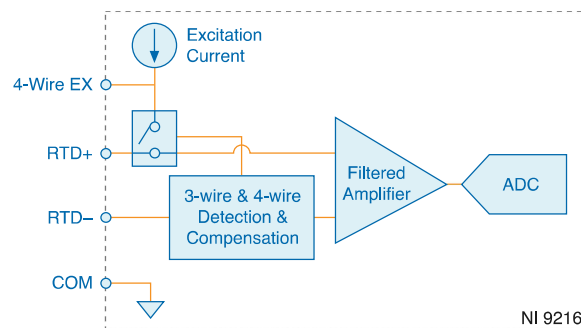 Excitation
Current
4-Wire EX
RTD+
RTD−
COM
3-wire & 4-wire
Detection &
Compensation
Filtered
Amplifier
ADC
NI 9216